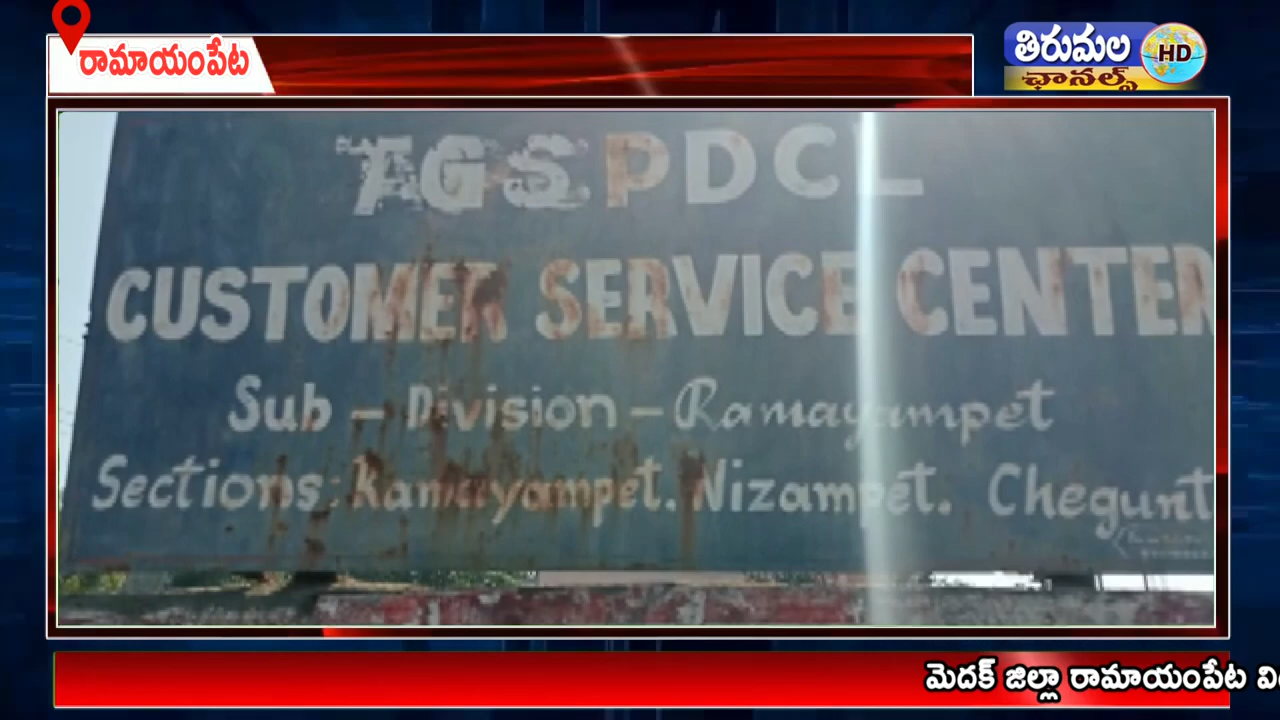 రామాయంపేట
తిరుమల
ఛానల్స్
HD
TGSPDCL
CUSTOMER SERVICE CENTER
Sub - Division - Ramayampet
Sections: Ramayampet. Nizampet. Chegunt
మెదక్ జిల్లా రామాయంపేట